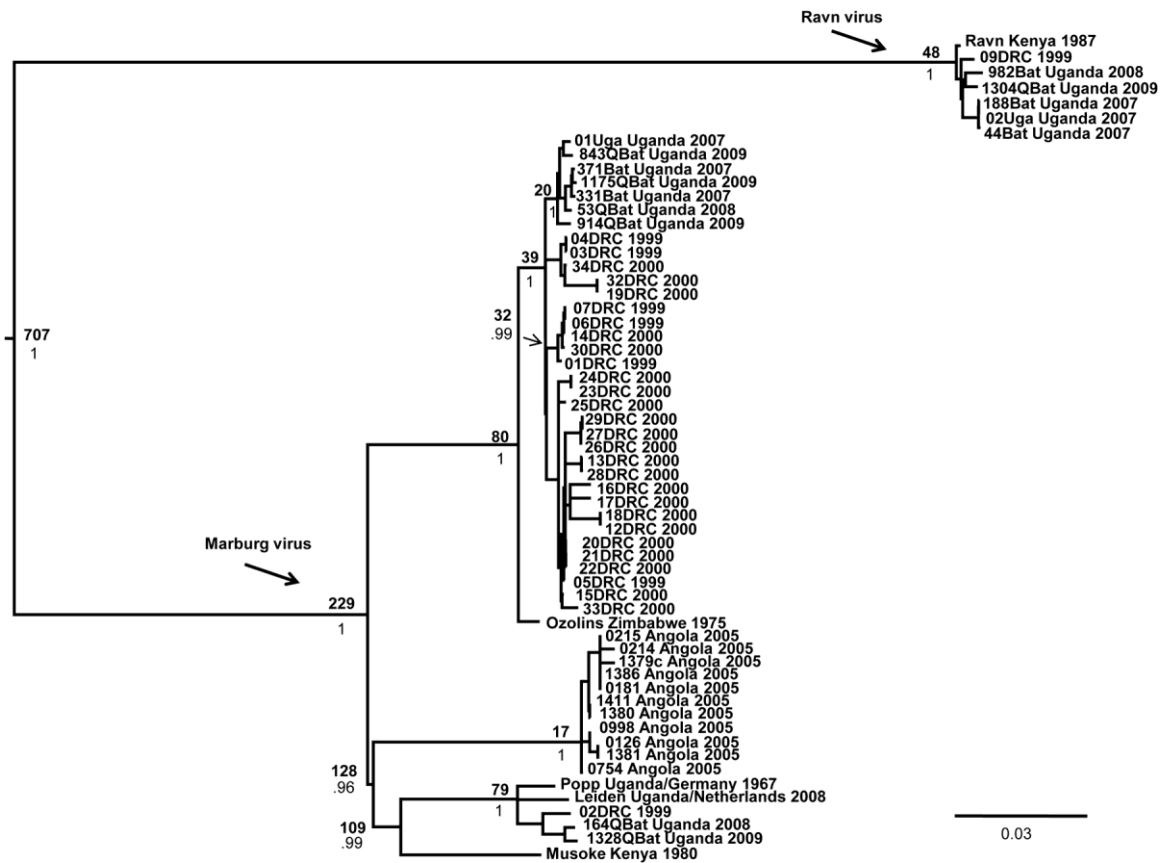 Ravn virus
48
1
Ravn Kenya 1987
09DRC 1999
982Bat Uganda 2008
1304QBat Uganda 2009
188Bat Uganda 2007
02Uga Uganda 2007
44Bat Uganda 2007
01Uga Uganda 2007
843QBat Uganda 2009
371Bat Uganda 2007
1175QBat Uganda 2009
20
1
331Bat Uganda 2007
53QBat Uganda 2008
914QBat Uganda 2009
04DRC 1999
03DRC 1999
39
1
34DRC 2000
32DRC 2000
19DRC 2000
07DRC 1999
32
.99
06DRC 1999
14DRC 2000
30DRC 2000
01DRC 1999
707
1
24DRC 2000
23DRC 2000
25DRC 2000
29DRC 2000
27DRC 2000
80
1
26DRC 2000
13DRC 2000
28DRC 2000
16DRC 2000
17DRC 2000
18DRC 2000
12DRC 2000
Marburg virus
20DRC 2000
21DRC 2000
22DRC 2000
05DRC 1999
15DRC 2000
33DRC 2000
229
1
Ozolins Zimbabwe 1975
0215 Angola 2005
0214 Angola 2005
1379c Angola 2005
1386 Angola 2005
0181 Angola 2005
1411 Angola 2005
1380 Angola 2005
0998 Angola 2005
17
1
0126 Angola 2005
1381 Angola 2005
0754 Angola 2005
128
.96
Popp Uganda/Germany 1967
79
1
Leiden Uganda/Netherlands 2008
02DRC 1999
164QBat Uganda 2008
109
.99
1328QBat Uganda 2009
Musoke Kenya 1980
0.03